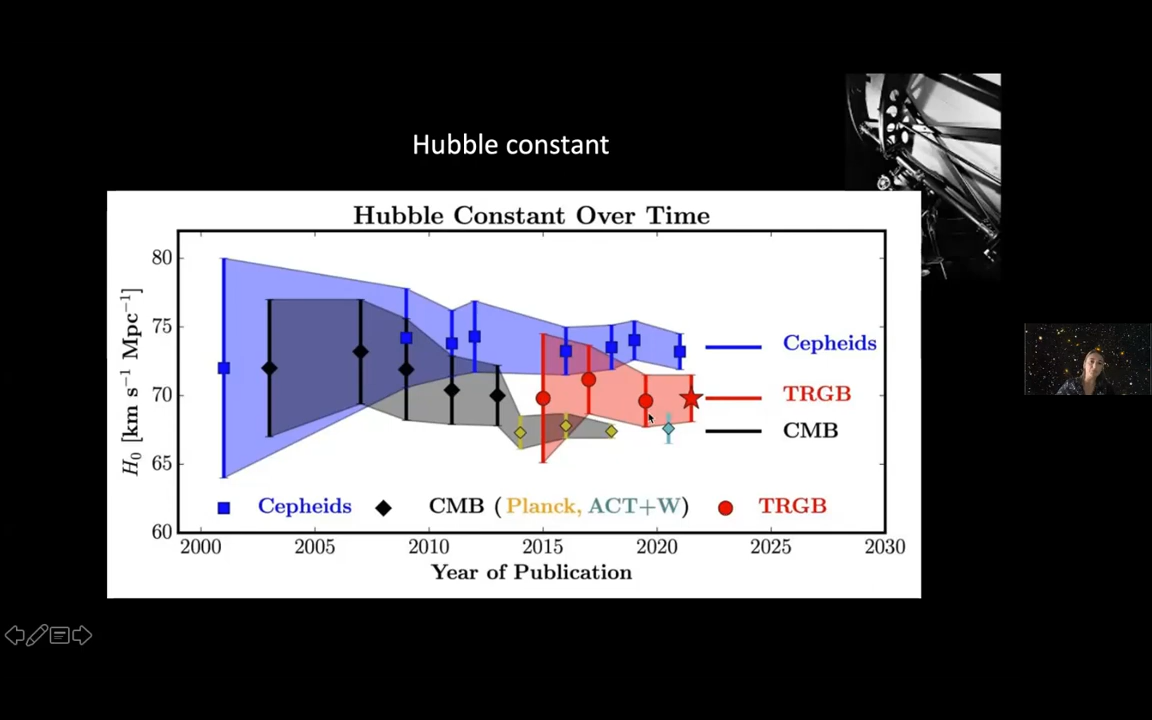 Hubble constant
Hubble Constant Over Time
80
75
70
65
60
H₀ [km s⁻¹ Mpc⁻¹]
Cepheids
TRGB
CMB
Cepheids CMB (Planck, ACT+W) TRGB
2000 2005 2010 2015 2020 2025 2030
Year of Publication